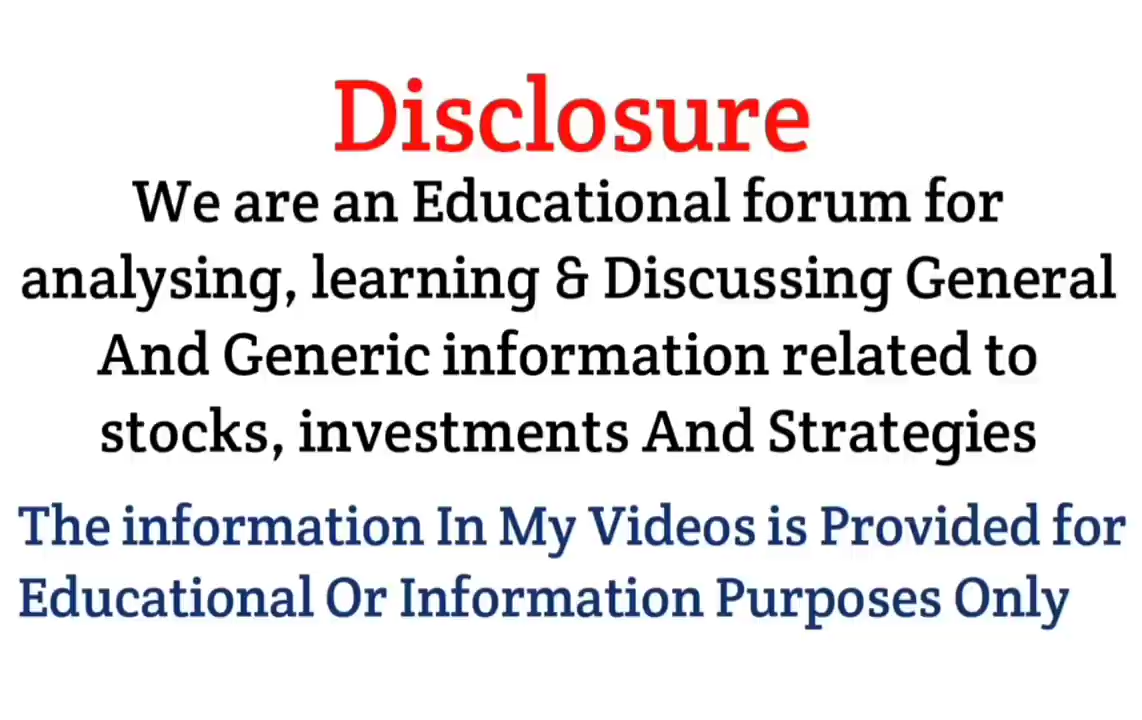 Disclosure
We are an Educational forum for
analysing, learning & Discussing General
And Generic information related to
stocks, investments And Strategies
The information In My Videos is Provided for
Educational Or Information Purposes Only